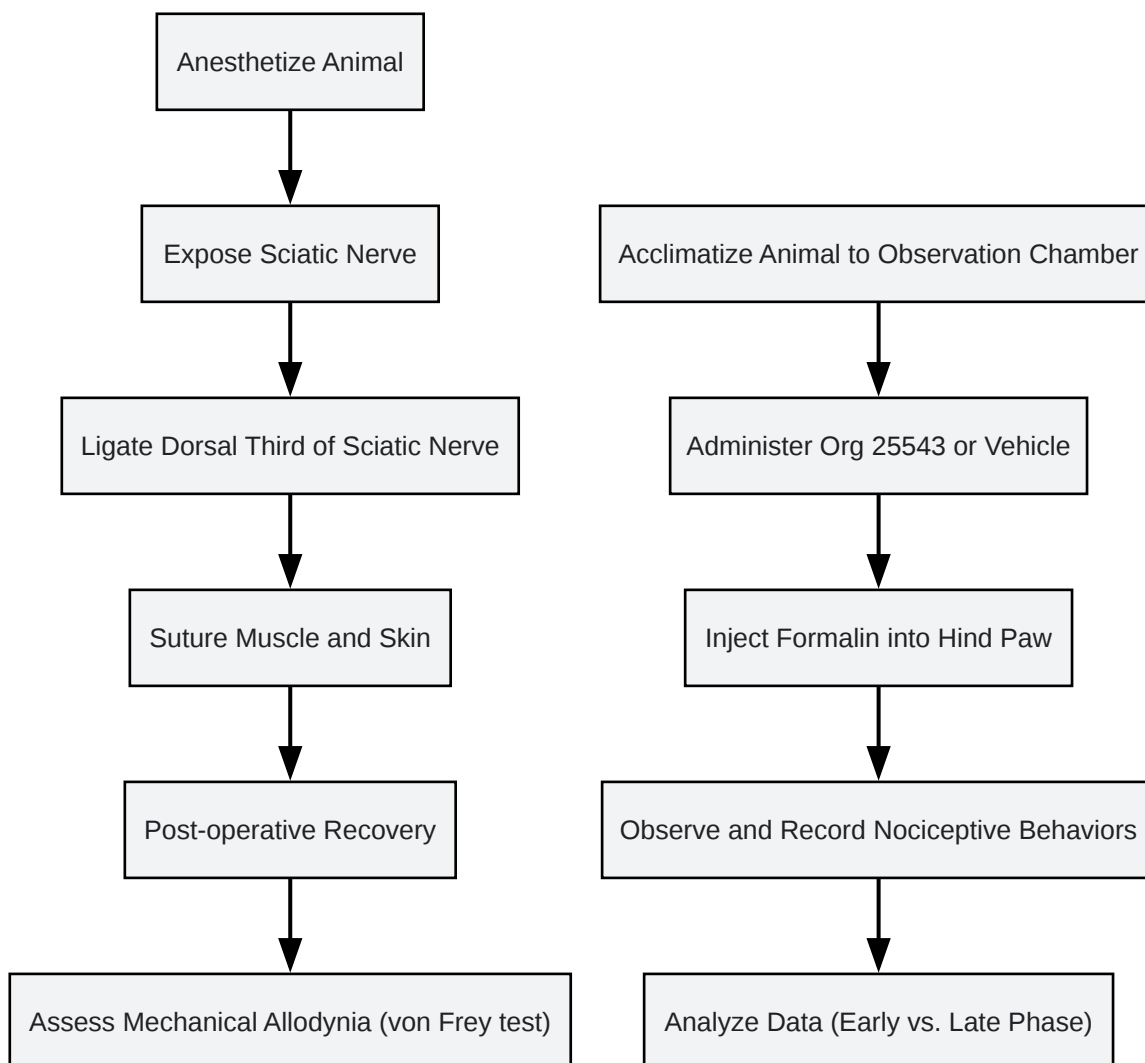 Anesthetize Animal
Expose Sciatic Nerve
Ligate Dorsal Third of Sciatic Nerve
Suture Muscle and Skin
Post-operative Recovery
Assess Mechanical Allodynia (von Frey test)
Acclimatize Animal to Observation Chamber
Administer Org 25543 or Vehicle
Inject Formalin into Hind Paw
Observe and Record Nociceptive Behaviors
Analyze Data (Early vs. Late Phase)